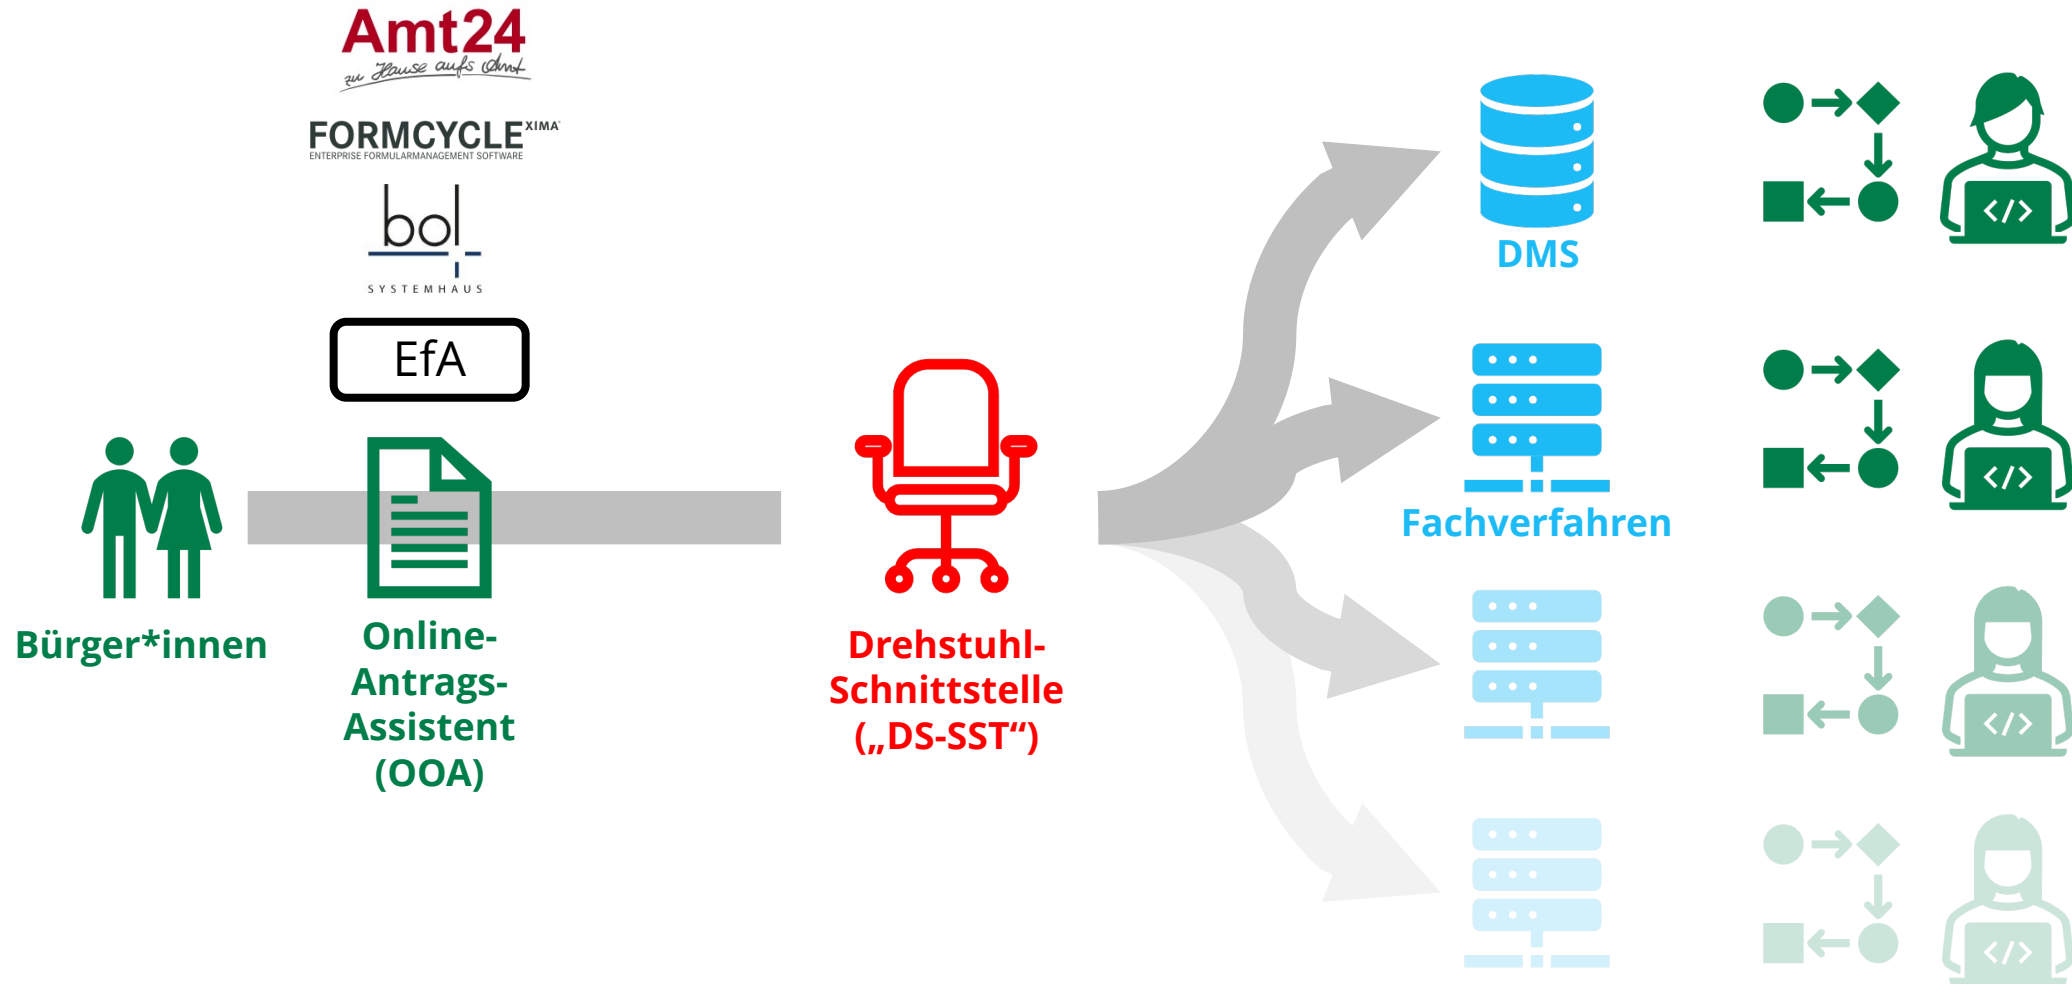 Amt24
zu Hause aufs Amt
FORMCYCLE XIMA
ENTERPRISE FORMULARMANAGEMENT SOFTWARE
bol
SYSTEMHAUS
EfA
Bürger*innen
Online-
Antrags-
Assistent
(OOA)
Drehstuhl-
Schnittstelle
(„DS-SST“)
DMS
</>
Fachverfahren
</>
</>
</>